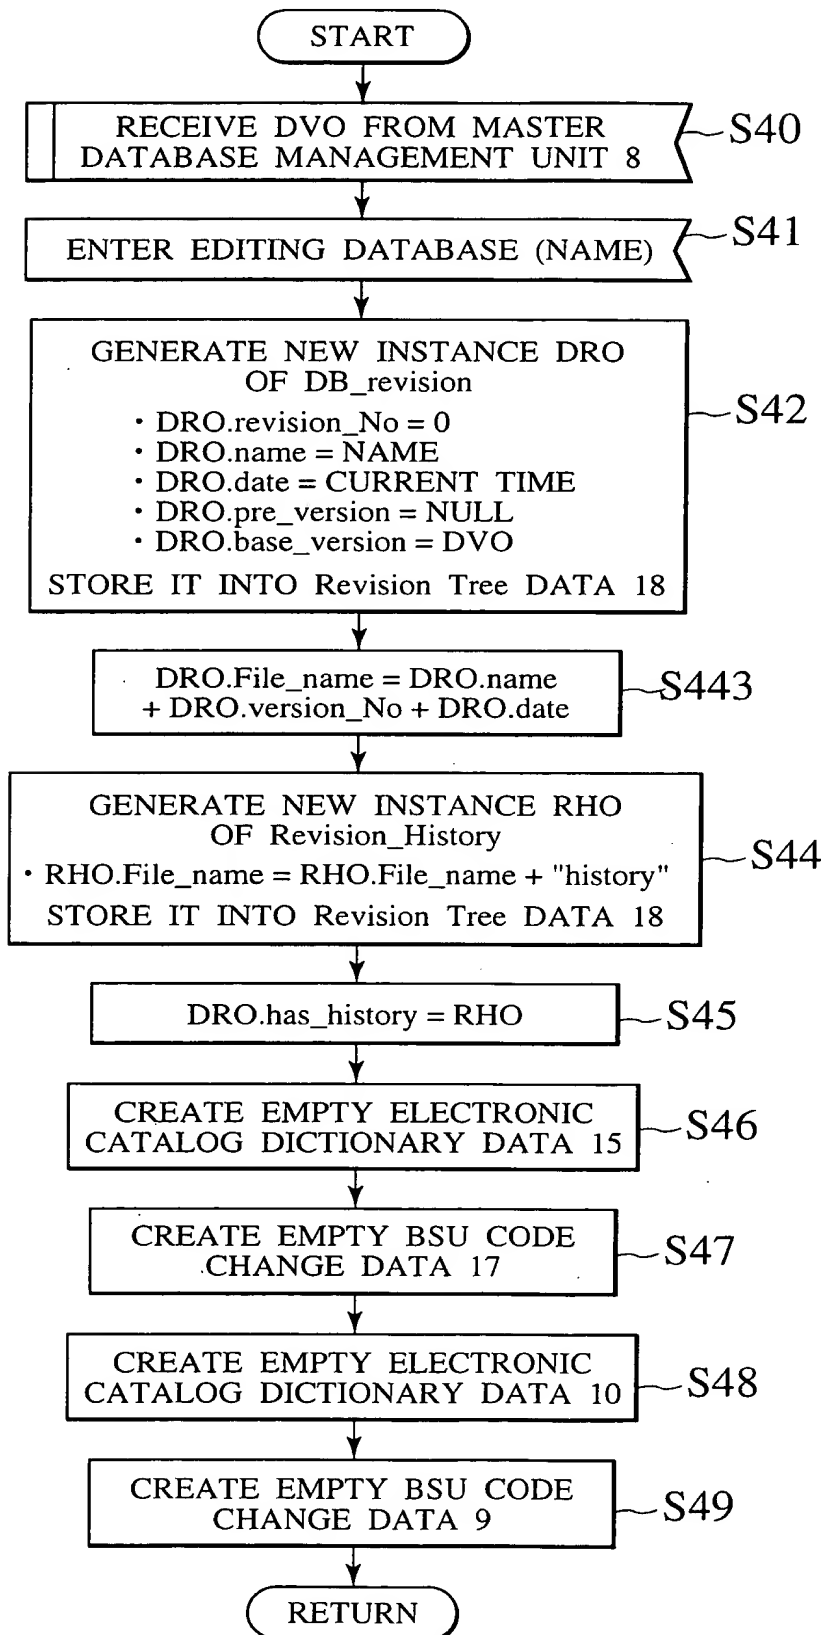 START
RECEIVE DVO FROM MASTER
DATABASE MANAGEMENT UNIT 8
S40
ENTER EDITING DATABASE (NAME)
S41
GENERATE NEW INSTANCE DRO
OF DB_revision
· DRO.revision_No = 0
· DRO.name = NAME
· DRO.date = CURRENT TIME
· DRO.pre_version = NULL
· DRO.base_version = DVO
STORE IT INTO Revision Tree DATA 18
S42
DRO.File_name = DRO.name
+ DRO.version_No + DRO.date
S443
GENERATE NEW INSTANCE RHO
OF Revision_History
· RHO.File_name = RHO.File_name + "history"
STORE IT INTO Revision Tree DATA 18
S44
DRO.has_history = RHO
S45
CREATE EMPTY ELECTRONIC
CATALOG DICTIONARY DATA 15
S46
CREATE EMPTY BSU CODE
CHANGE DATA 17
S47
CREATE EMPTY ELECTRONIC
CATALOG DICTIONARY DATA 10
S48
CREATE EMPTY BSU CODE
CHANGE DATA 9
S49
RETURN